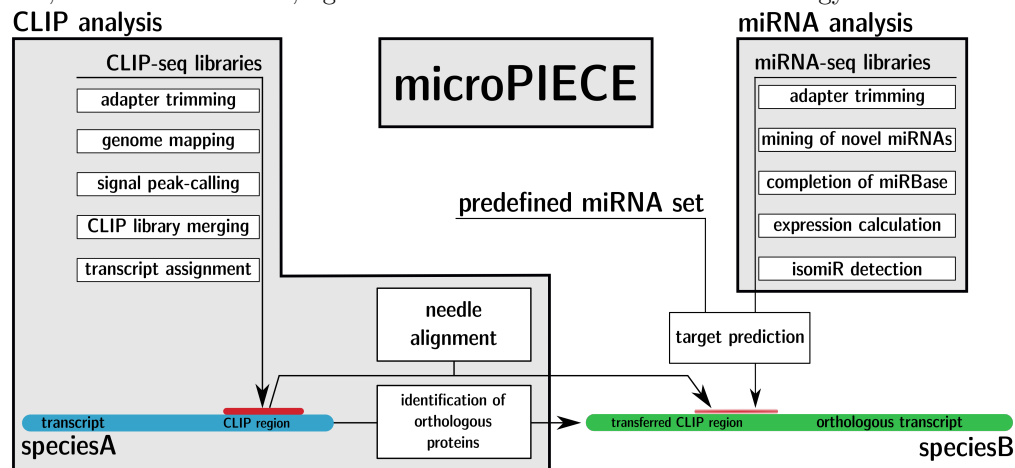 CLIP analysis
miRNA analysis
CLIP-seq libraries
adapter trimming
genome mapping
signal peak-calling
CLIP library merging
transcript assignment
microPIECE
miRNA-seq libraries
adapter trimming
mining of novel miRNAs
completion of miRBase
expression calculation
isomiR detection
predefined miRNA set
needle
alignment
target prediction
identification of
orthologous
proteins
transcript
CLIP region
speciesA
transferred CLIP region
orthologous transcript
speciesB